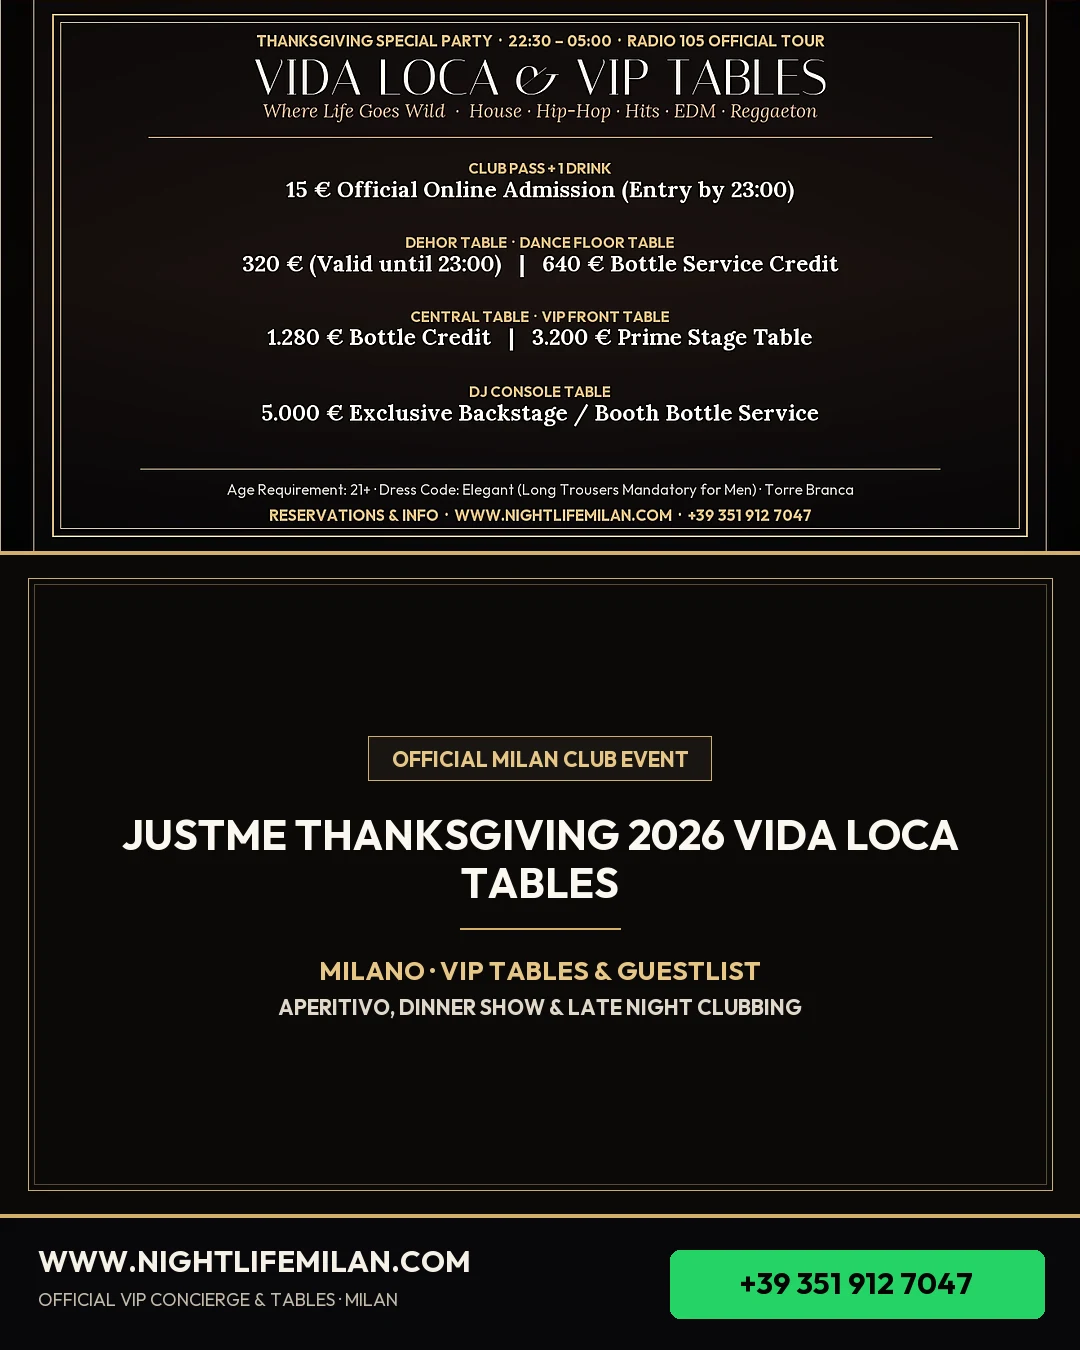 THANKSGIVING SPECIAL PARTY · 22:30 – 05:00 · RADIO 105 OFFICIAL TOUR
VIDA LOCA & VIP TABLES
Where Life Goes Wild · House · Hip-Hop · Hits · EDM · Reggaeton
CLUB PASS + 1 DRINK
15 € Official Online Admission (Entry by 23:00)
DEHOR TABLE · DANCE FLOOR TABLE
320 € (Valid until 23:00) | 640 € Bottle Service Credit
CENTRAL TABLE · VIP FRONT TABLE
1.280 € Bottle Credit | 3.200 € Prime Stage Table
DJ CONSOLE TABLE
5.000 € Exclusive Backstage / Booth Bottle Service
Age Requirement: 21+ · Dress Code: Elegant (Long Trousers Mandatory for Men) · Torre Branca
RESERVATIONS & INFO · WWW.NIGHTLIFEMILAN.COM · +39 351 912 7047
OFFICIAL MILAN CLUB EVENT
JUSTME THANKSGIVING 2026 VIDA LOCA
TABLES
MILANO · VIP TABLES & GUESTLIST
APERITIVO, DINNER SHOW & LATE NIGHT CLUBBING
WWW.NIGHTLIFEMILAN.COM
OFFICIAL VIP CONCIERGE & TABLES · MILAN
+39 351 912 7047